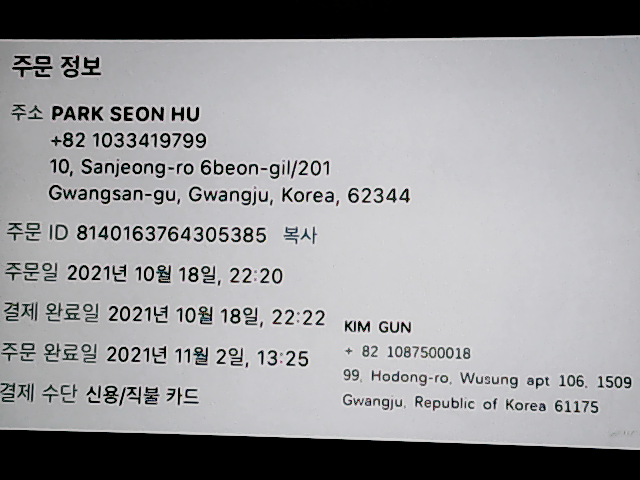 주문 정보
주소 PARK SEON HU
+82 1033419799
10, Sanjeong-ro 6beon-gil/201
Gwangsan-gu, Gwangju, Korea, 62344
주문 ID 8140163764305385 복사
주문일 2021년 10월 18일, 22:20
결제 완료일 2021년 10월 18일, 22:22
주문 완료일 2021년 11월 2일, 13:25
결제 수단 신용/직불 카드
KIM GUN
+ 82 1087500018
99, Hodong-ro, Wusung apt 106, 1509
Gwangju, Republic of Korea 61175